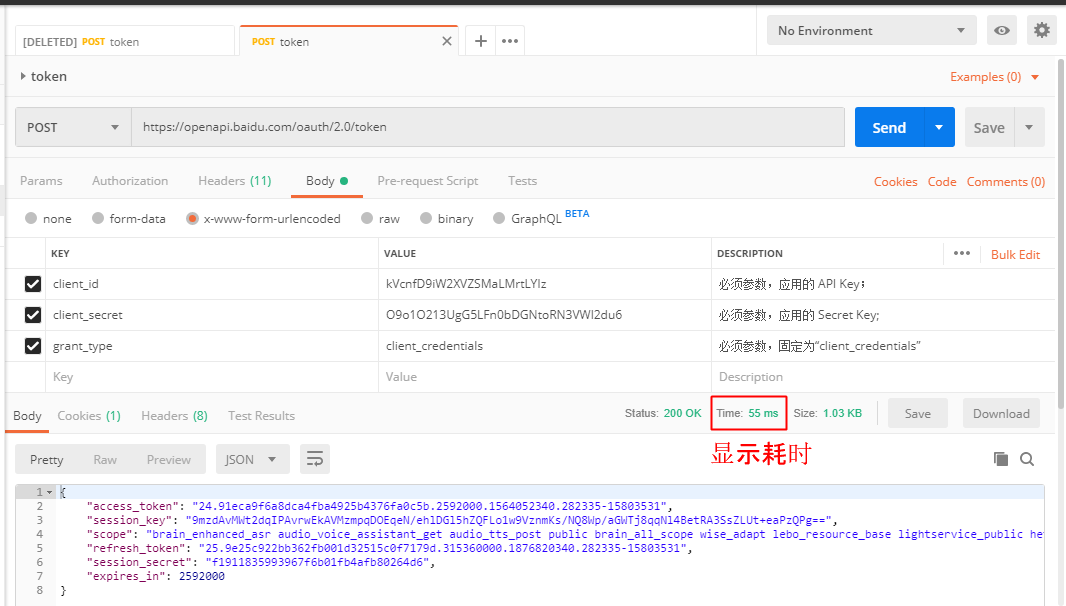 [DELETED] POST token
POST token
No Environment
token
Examples (0)
POST
https://openapi.baidu.com/oauth/2.0/token
Send
Save
Params Authorization Headers (11) Body Pre-request Script Tests
Cookies Code Comments (0)
none form-data x-www-form-urlencoded raw binary GraphQL BETA
KEY VALUE DESCRIPTION
Bulk Edit
client_id kVcnfD9iW2XVZSMaLMrtLYIz 必须参数，应用的 API Key；
client_secret O9o1O213UgG5LFn0bDGNtoRN3VWI2du6 必须参数，应用的 Secret Key;
grant_type client_credentials 必须参数，固定为“client_credentials”
Key Value Description
Body Cookies (1) Headers (8) Test Results
Status: 200 OK Time: 55 ms Size: 1.03 KB
Save Download
显示耗时
Pretty Raw Preview JSON
1 {
2 "access_token": "24.91eca9f6a8dca4fba4925b4376fa0c5b.2592000.1564052340.282335-15803531",
3 "session_key": "9mzdAvMWt2dqIPAvrwEkAVMzmpqDOEqeN/ehlDGl5hZQFLo1w9VznmKs/NQ8Wp/aGWTj8qqNl4BetRA3SsZLUt+eaPzQPg==",
4 "scope": "brain_enhanced_asr audio_voice_assistant_get audio_tts_post public brain_all_scope wise_adapt lebo_resource_base lightservice_public he
5 "refresh_token": "25.9e25c922bb362fb001d32515c0f7179d.315360000.1876820340.282335-15803531",
6 "session_secret": "f1911835993967f6b01fb4afb80264d6",
7 "expires_in": 2592000
8 }